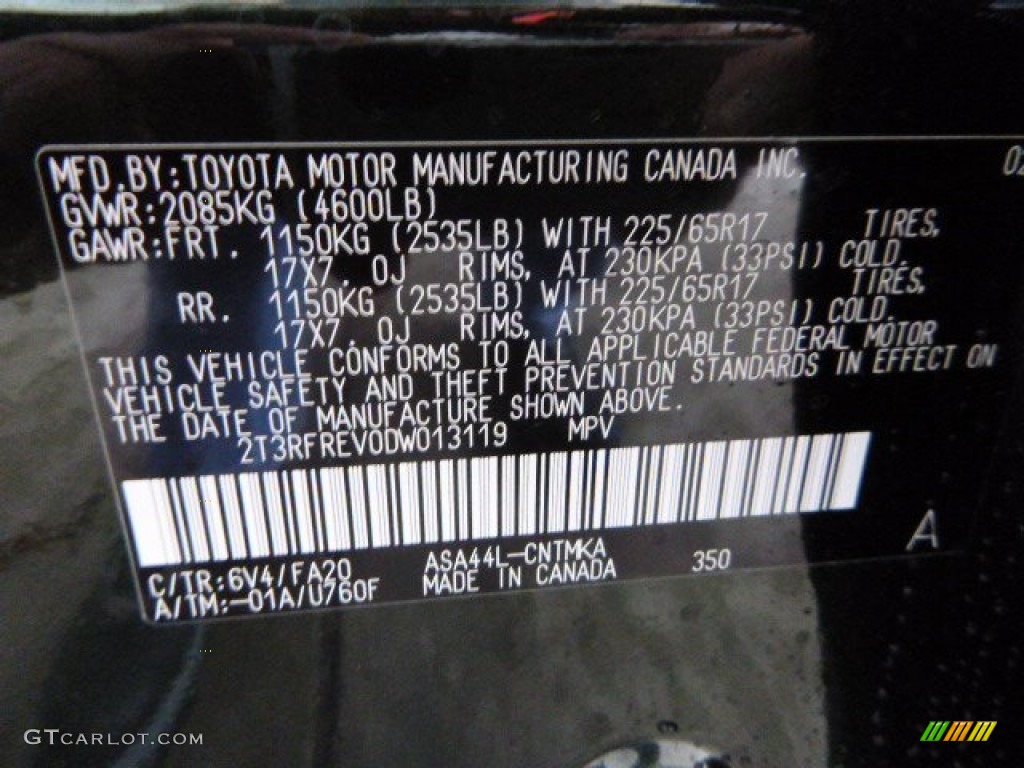 MFD.BY:TOYOTA MOTOR MANUFACTURING CANADA INC. 02
GVWR:2085KG (4600LB)
GAWR:FRT. 1150KG (2535LB) WITH 225/65R17 TIRES,
17X7. 0J RIMS, AT 230KPA (33PSI) COLD.
RR. 1150KG (2535LB) WITH 225/65R17 TIRES,
17X7. 0J RIMS, AT 230KPA (33PSI) COLD.
THIS VEHICLE CONFORMS TO ALL APPLICABLE FEDERAL MOTOR
VEHICLE SAFETY AND THEFT PREVENTION STANDARDS IN EFFECT ON
THE DATE OF MANUFACTURE SHOWN ABOVE.
2T3RFREV0DW013119 MPV
A
C/TR:6V4/FA20 ASA44L-CNTMKA 350
A/TM:-01A/U760F MADE IN CANADA
GTCARLOT.COM